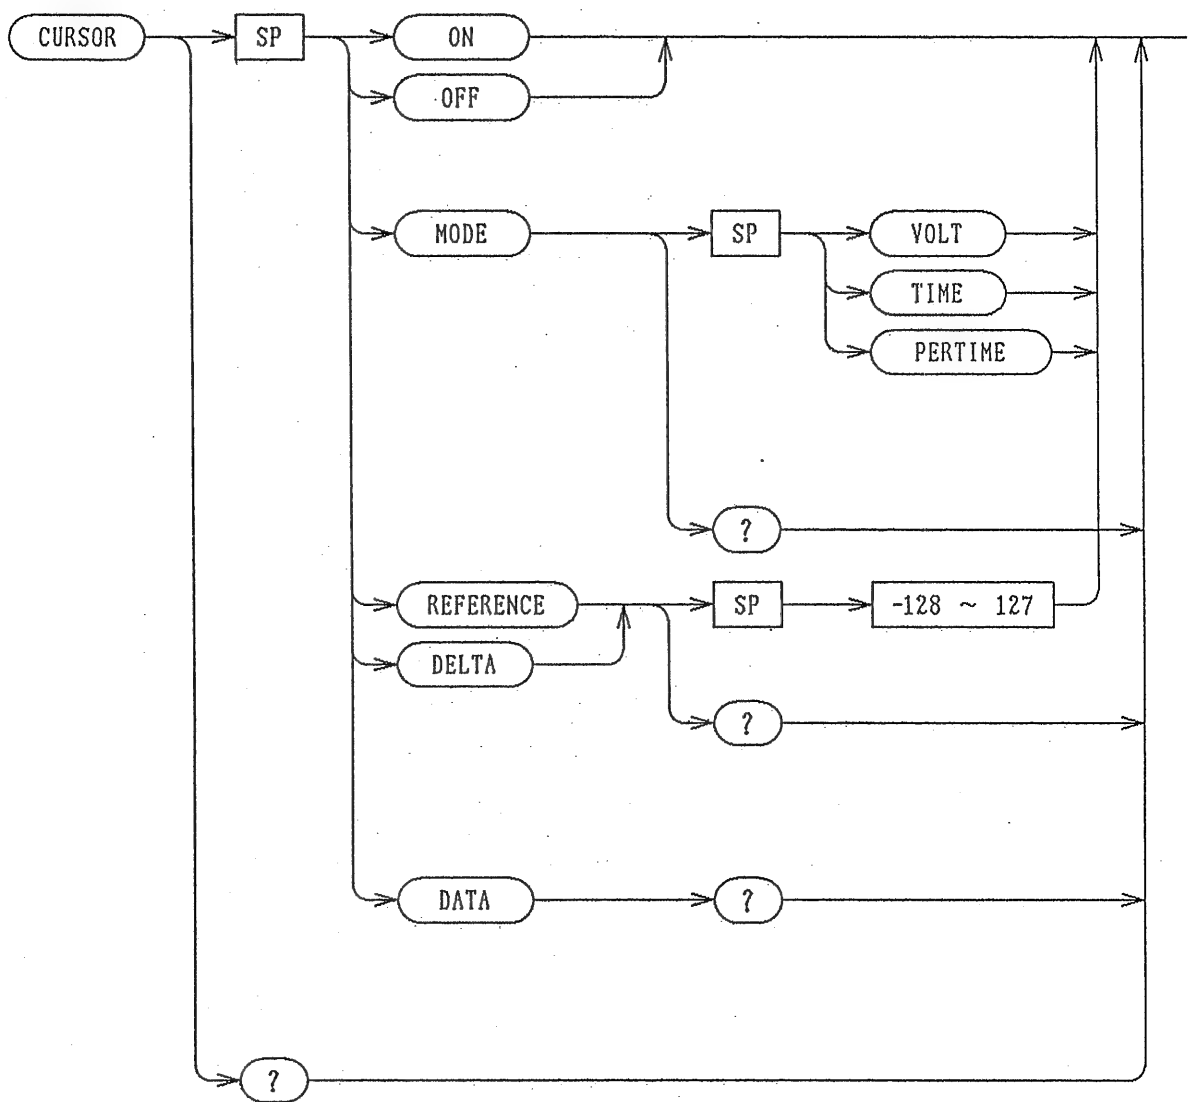 CURSOR SP ON
OFF
MODE SP VOLT
TIME
PERTIME
?
REFERENCE SP -128 ~ 127
DELTA
?
DATA ?
?